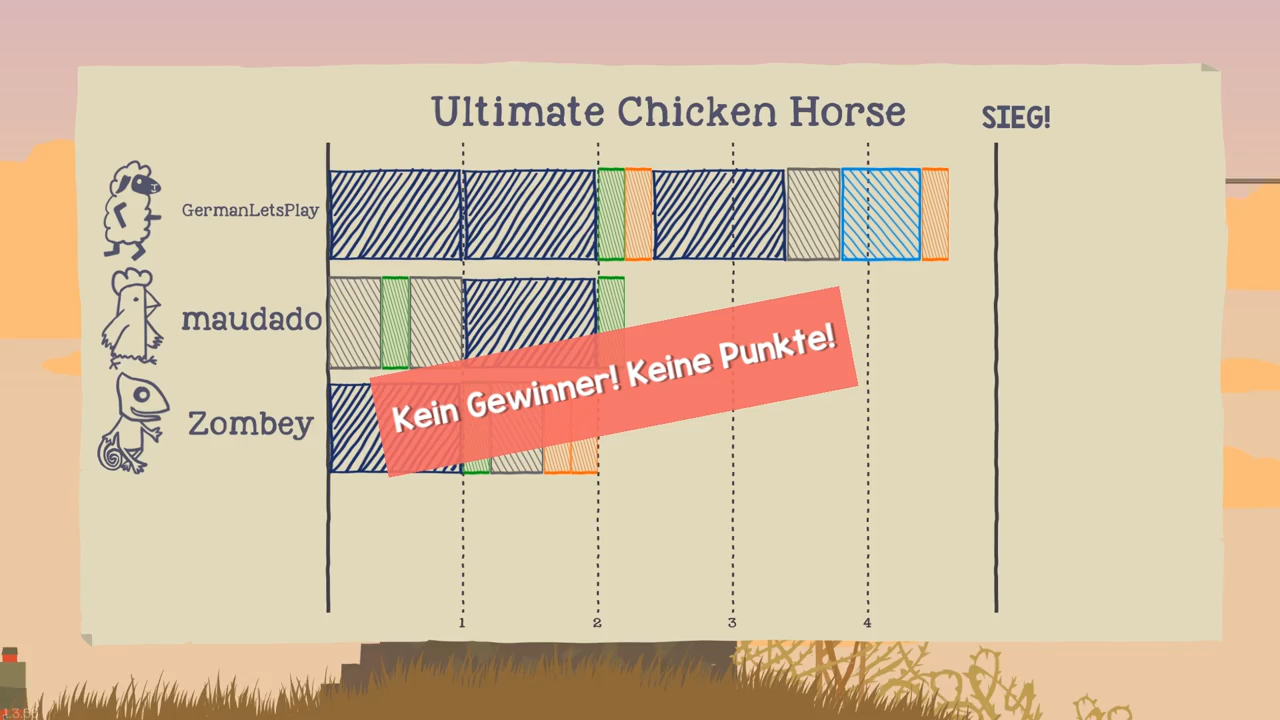 Ultimate Chicken Horse
SIEG!
GermanLetsPlay
maudado
Kein Gewinner! Keine Punkte!
Zombey
1 2 3 4